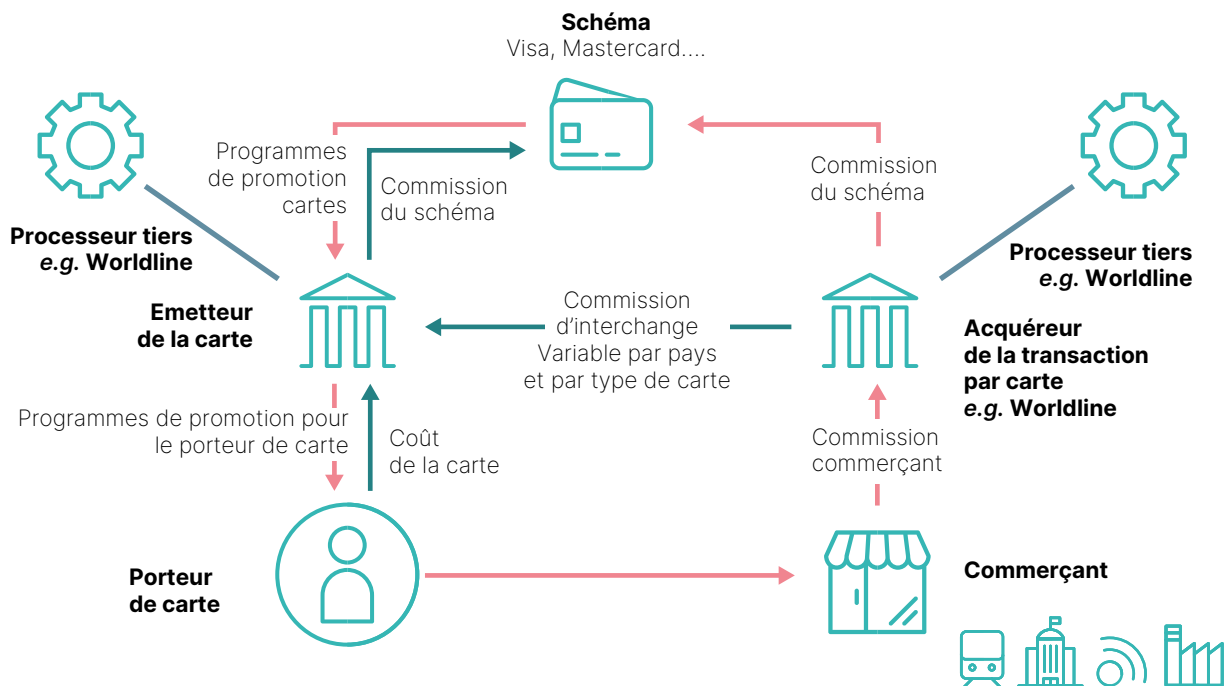 Schéma
Visa, Mastercard....
Programmes
de promotion
cartes
Commission
du schéma
Commission
du schéma
Processeur tiers
e.g. Worldline
Processeur tiers
e.g. Worldline
Emetteur
de la carte
Commission
d’interchange
Variable par pays
et par type de carte
Acquéreur
de la transaction
par carte
e.g. Worldline
Programmes de promotion pour
le porteur de carte
Coût
de la carte
Commission
commerçant
Porteur
de carte
Commerçant